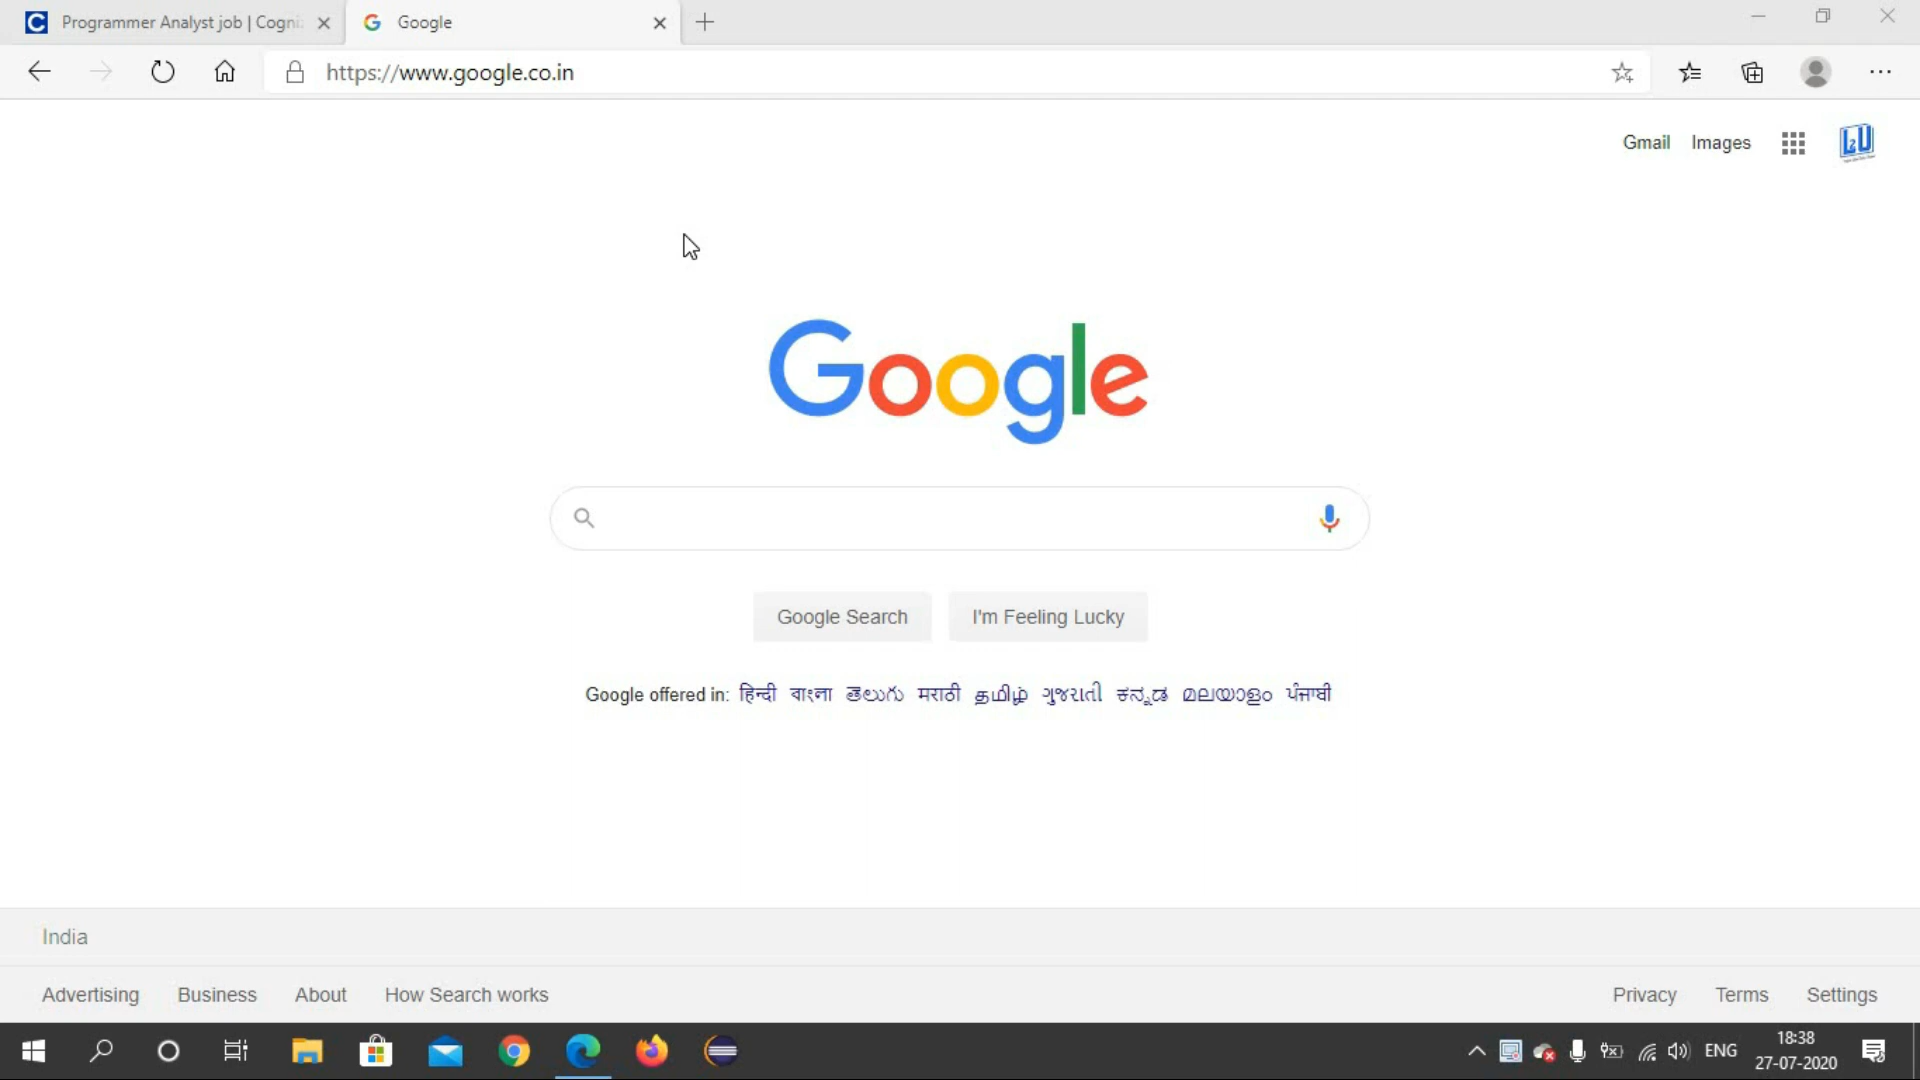 Programmer Analyst job | Cogni
Google
https://www.google.co.in
Gmail Images
Google
Google Search I'm Feeling Lucky
Google offered in: हिन्दी বাংলা తెలుగు मराठी தமிழ் ગુજરાતી ಕನ್ನಡ മലയാളം ਪੰਜਾਬੀ
India
Advertising Business About How Search works
Privacy Terms Settings
ENG
18:38
27-07-2020